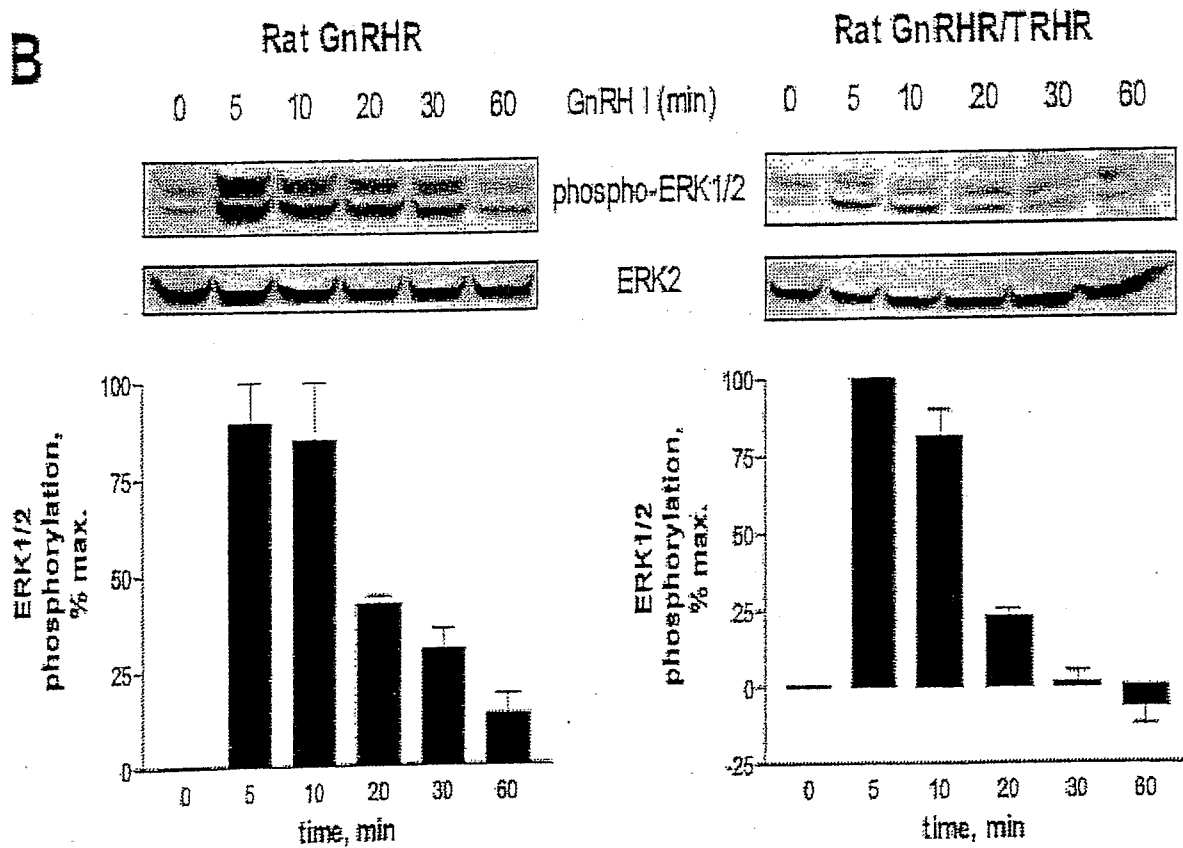 B
Rat GnRHR
Rat GnRHR/TRHR
0 5 10 20 30 60 GnRH I (min) 0 5 10 20 30 60
phospho-ERK1/2
ERK2
ERK1/2
phosphorylation,
% max.
100
75
50
25
0
0 5 10 20 30 60
time, min
ERK1/2
phosphorylation,
% max.
100
75
50
25
0
-25
0 5 10 20 30 60
time, min